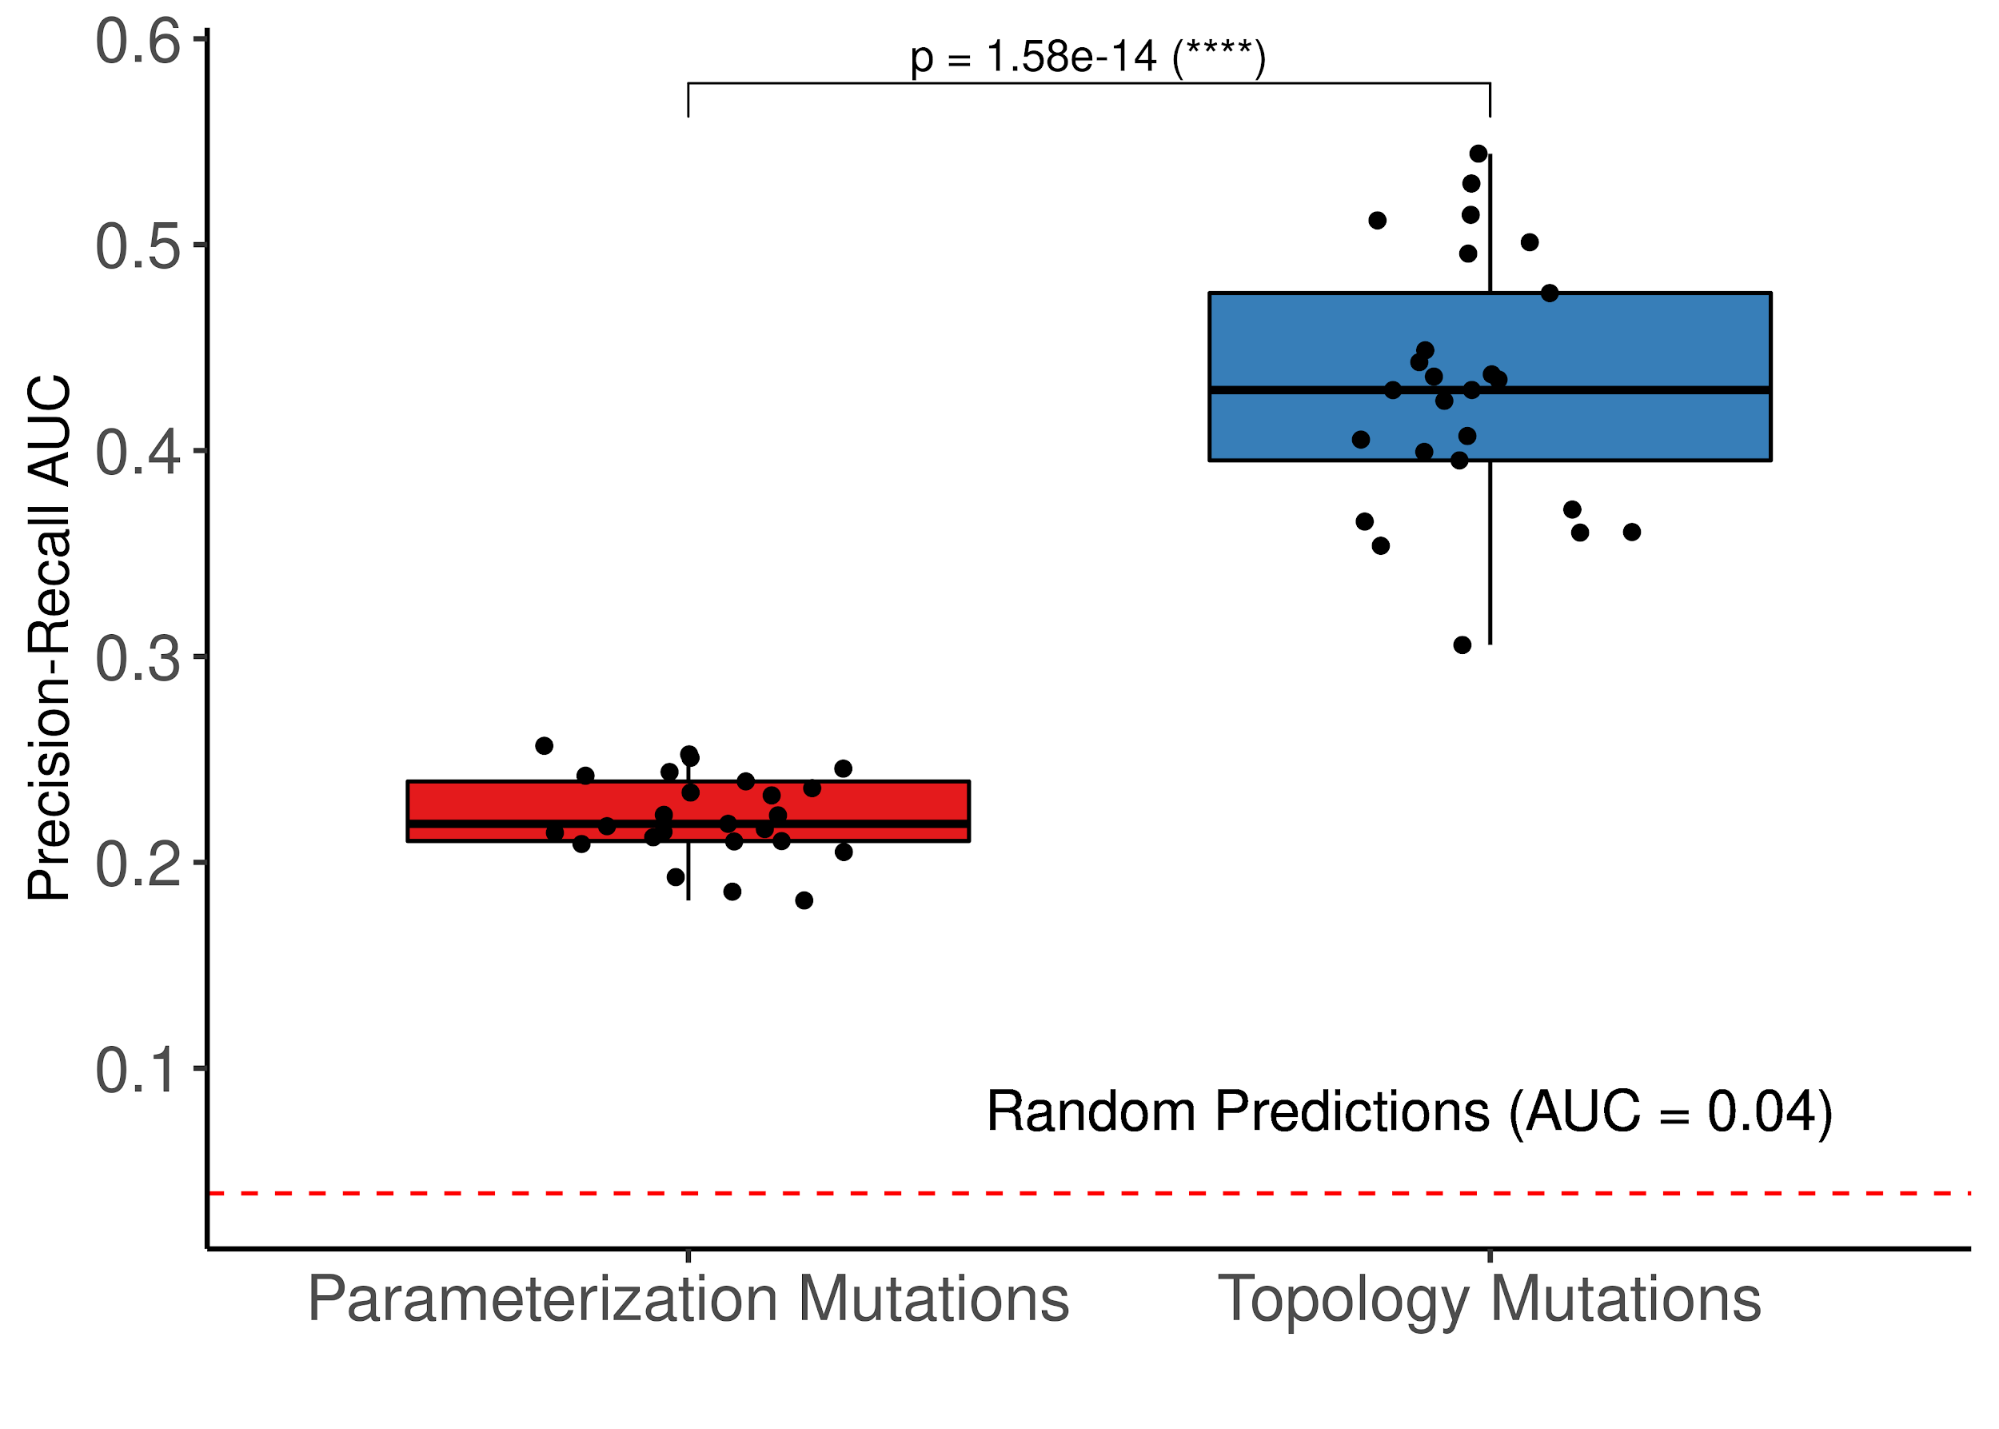 p = 1.58e-14 (****)
0.6
0.5
0.4
0.3
0.2
0.1
Precision-Recall AUC
Random Predictions (AUC = 0.04)
Parameterization Mutations
Topology Mutations